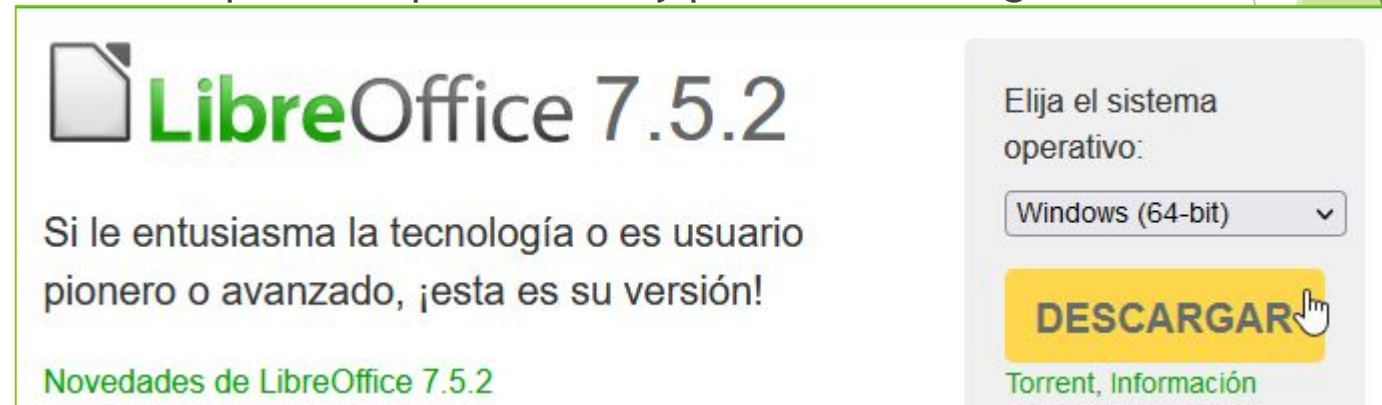 LibreOffice 7.5.2
Si le entusiasma la tecnología o es usuario
pionero o avanzado, ¡esta es su versión!
Novedades de LibreOffice 7.5.2
Elija el sistema
operativo:
Windows (64-bit)
DESCARGAR
Torrent, Información